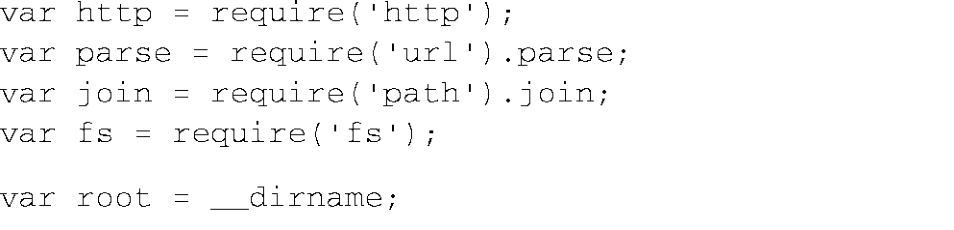 var http = require('http');
var parse = require('url').parse;
var join = require('path').join;
var fs = require('fs');
var root = __dirname;